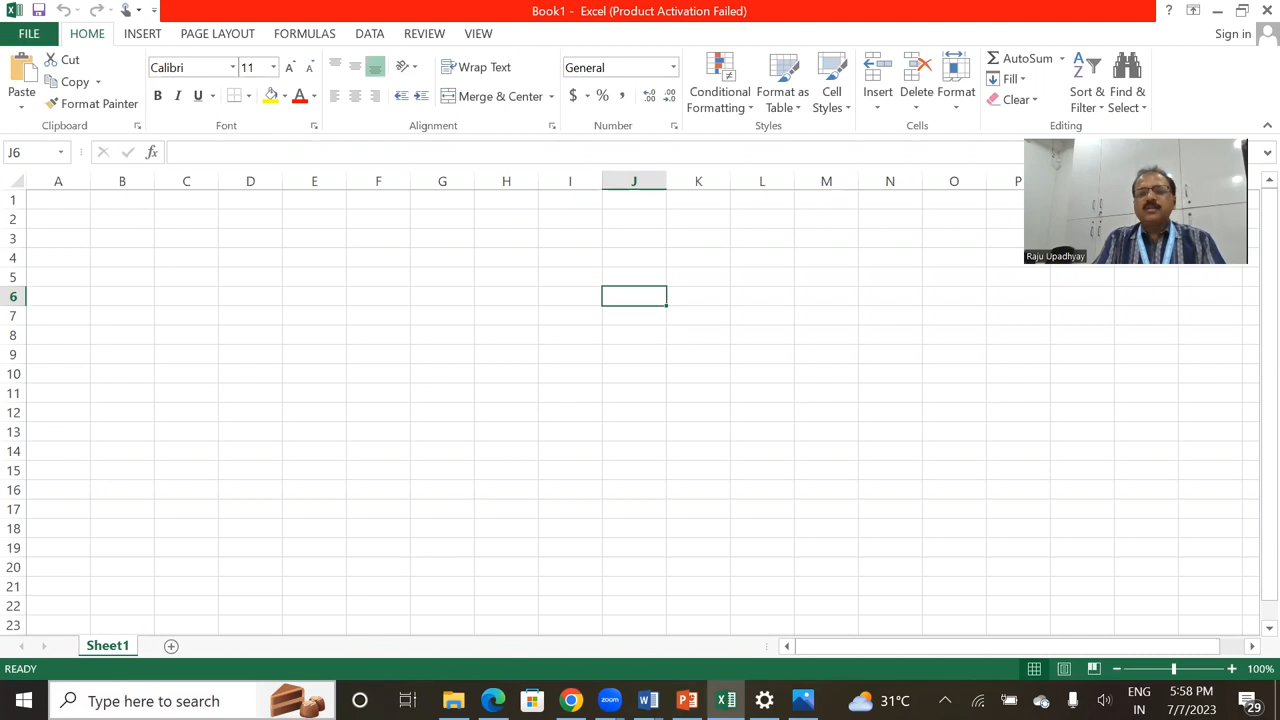 Book1 - Excel (Product Activation Failed)
?
FILE HOME INSERT PAGE LAYOUT FORMULAS DATA REVIEW VIEW Sign in
Paste
Cut
Copy
Format Painter
Clipboard
Calibri 11 A A
B I U A
Font
Wrap Text
Merge & Center
Alignment
General
$ % , .00 .0
Number
Conditional Formatting
Format as Table
Cell Styles
Styles
Insert Delete Format
Cells
AutoSum
Fill
Clear
Sort & Filter
Find & Select
Editing
J6 fx
A B C D E F G H I J K L M N O P
Raju Upadhyay
1
2
3
4
5
6
7
8
9
10
11
12
13
14
15
16
17
18
19
20
21
22
23
Sheet1
READY 100%
Type here to search
zoom
31°C
ENG
IN
5:58 PM
7/7/2023
29